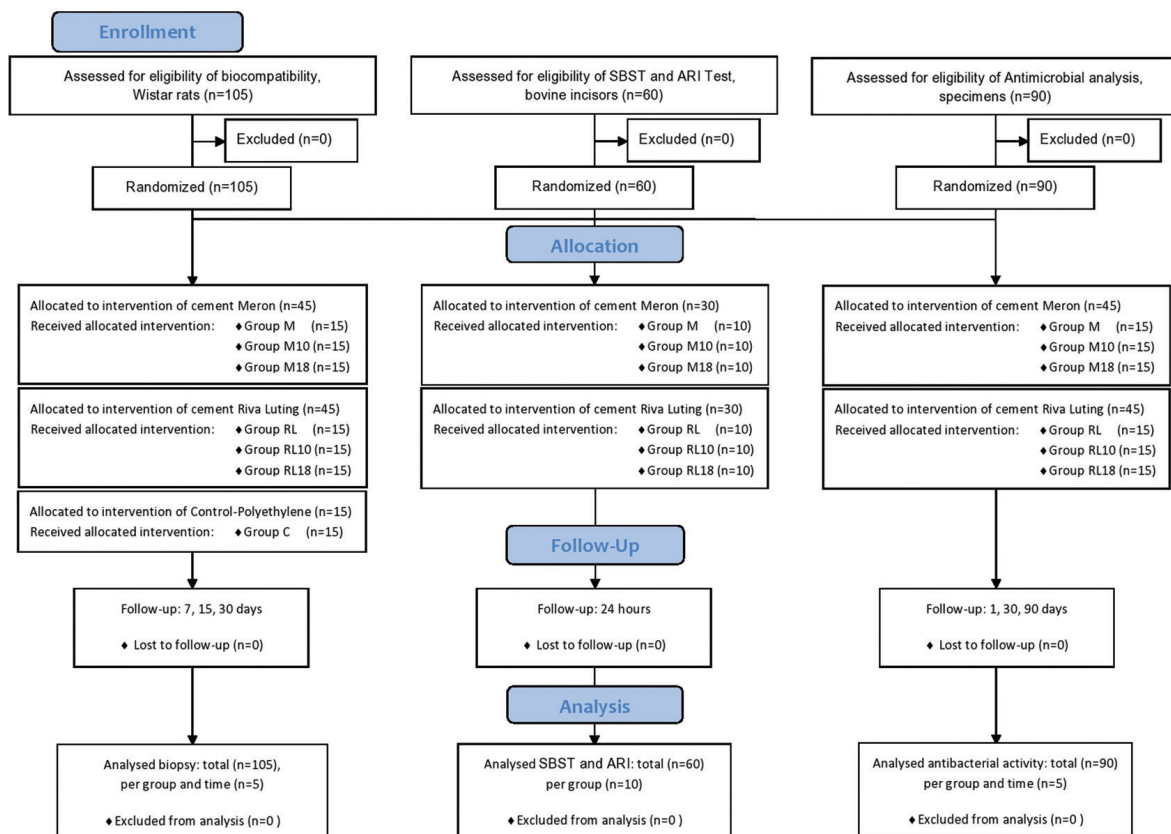 Enrollment
Assessed for eligibility of biocompatibility,
Wistar rats (n=105)
Excluded (n=0)
Randomized (n=105)
Assessed for eligibility of SBST and ARI Test,
bovine incisors (n=60)
Excluded (n=0)
Randomized (n=60)
Assessed for eligibility of Antimicrobial analysis,
specimens (n=90)
Excluded (n=0)
Randomized (n=90)
Allocation
Allocated to intervention of cement Meron (n=45)
Received allocated intervention: ♦Group M (n=15)
♦Group M10 (n=15)
♦Group M18 (n=15)
Allocated to intervention of cement Riva Luting (n=45)
Received allocated intervention: ♦Group RL (n=15)
♦Group RL10 (n=15)
♦Group RL18 (n=15)
Allocated to intervention of Control-Polyethylene (n=15)
Received allocated intervention: ♦Group C (n=15)
Allocated to intervention of cement Meron (n=30)
Received allocated intervention: ♦Group M (n=10)
♦Group M10 (n=10)
♦Group M18 (n=10)
Allocated to intervention of cement Riva Luting (n=30)
Received allocated intervention: ♦Group RL (n=10)
♦Group RL10 (n=10)
♦Group RL18 (n=10)
Allocated to intervention of cement Meron (n=45)
Received allocated intervention: ♦Group M (n=15)
♦Group M10 (n=15)
♦Group M18 (n=15)
Allocated to intervention of cement Riva Luting (n=45)
Received allocated intervention: ♦Group RL (n=15)
♦Group RL10 (n=15)
♦Group RL18 (n=15)
Follow-Up
Follow-up: 7, 15, 30 days
♦ Lost to follow-up (n=0)
Follow-up: 24 hours
♦ Lost to follow-up (n=0)
Follow-up: 1, 30, 90 days
♦ Lost to follow-up (n=0)
Analysis
Analysed biopsy: total (n=105),
per group and time (n=5)
♦Excluded from analysis (n=0 )
Analysed SBST and ARI: total (n=60)
per group (n=10)
♦Excluded from analysis (n=0 )
Analysed antibacterial activity: total (n=90)
per group and time (n=5)
♦Excluded from analysis (n=0 )